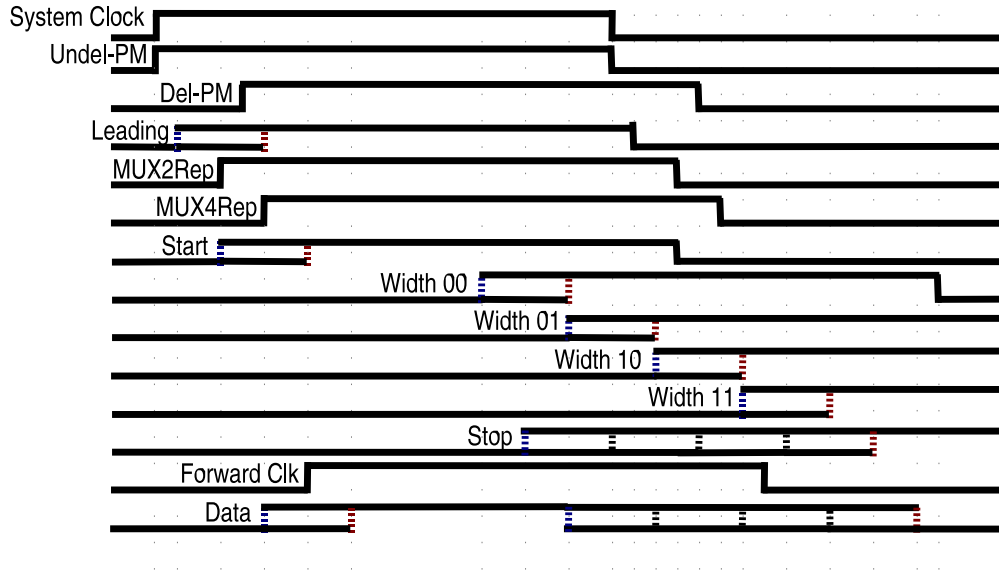 System Clock
Undel-PM
Del-PM
Leading
MUX2Rep
MUX4Rep
Start
Width 00
Width 01
Width 10
Width 11
Stop
Forward Clk
Data